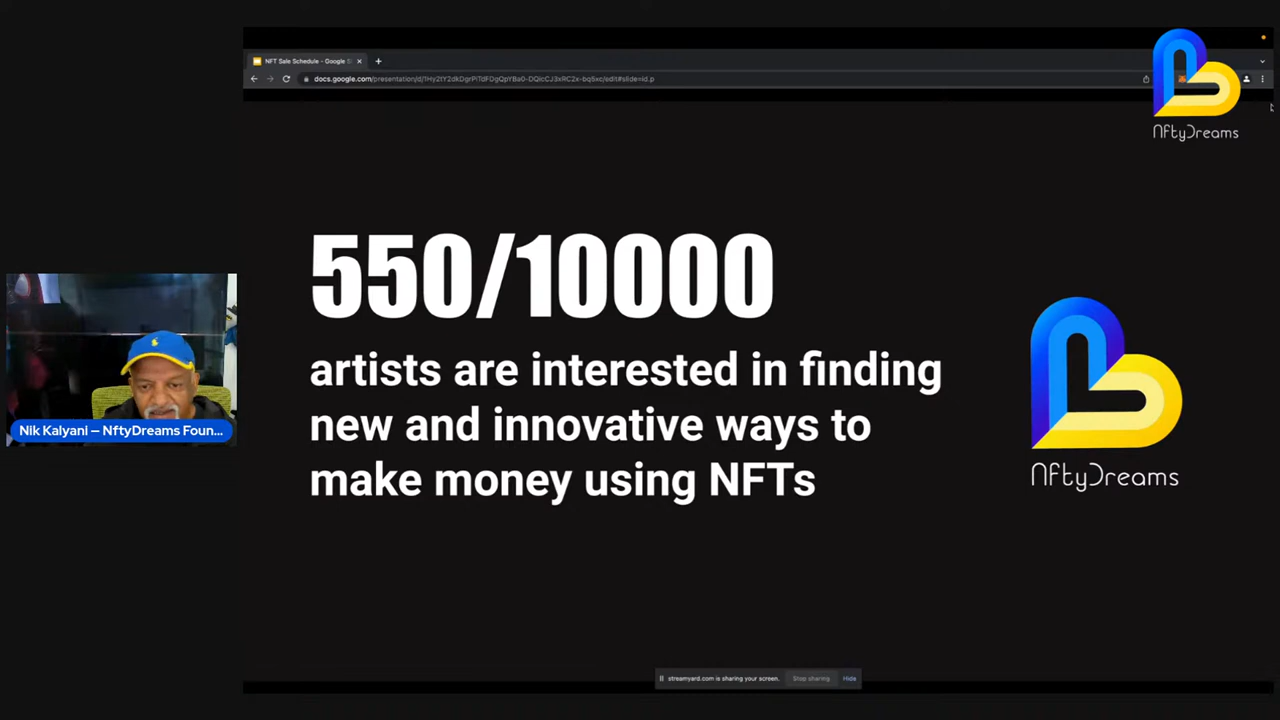 NFT Sale Schedule - Google S
NftyDreams
550/10000
artists are interested in finding
new and innovative ways to
make money using NFTs
NftyDreams
Nik Kalyani — NftyDreams Foun...
streamyard.com is sharing your screen.
Stop sharing
Hide